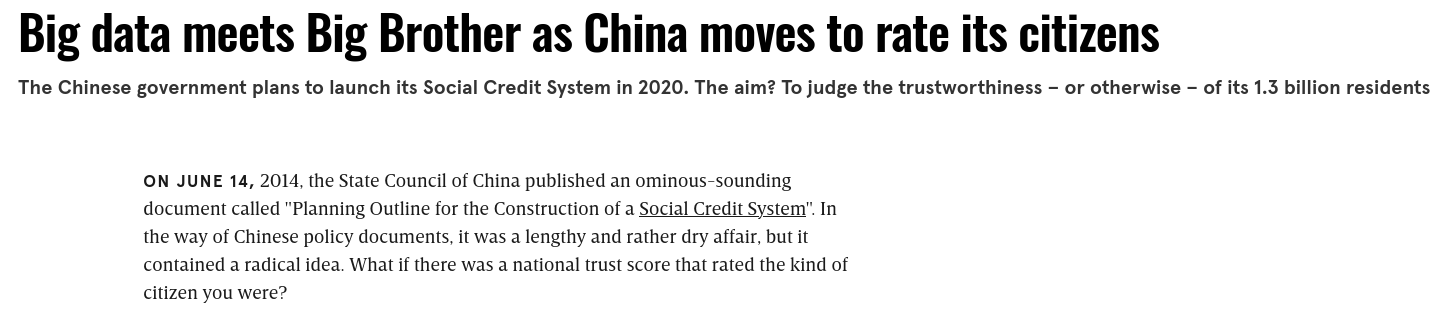 Big data meets Big Brother as China moves to rate its citizens
The Chinese government plans to launch its Social Credit System in 2020. The aim? To judge the trustworthiness – or otherwise – of its 1.3 billion residents
ON JUNE 14, 2014, the State Council of China published an ominous-sounding
document called "Planning Outline for the Construction of a Social Credit System". In
the way of Chinese policy documents, it was a lengthy and rather dry affair, but it
contained a radical idea. What if there was a national trust score that rated the kind of
citizen you were?